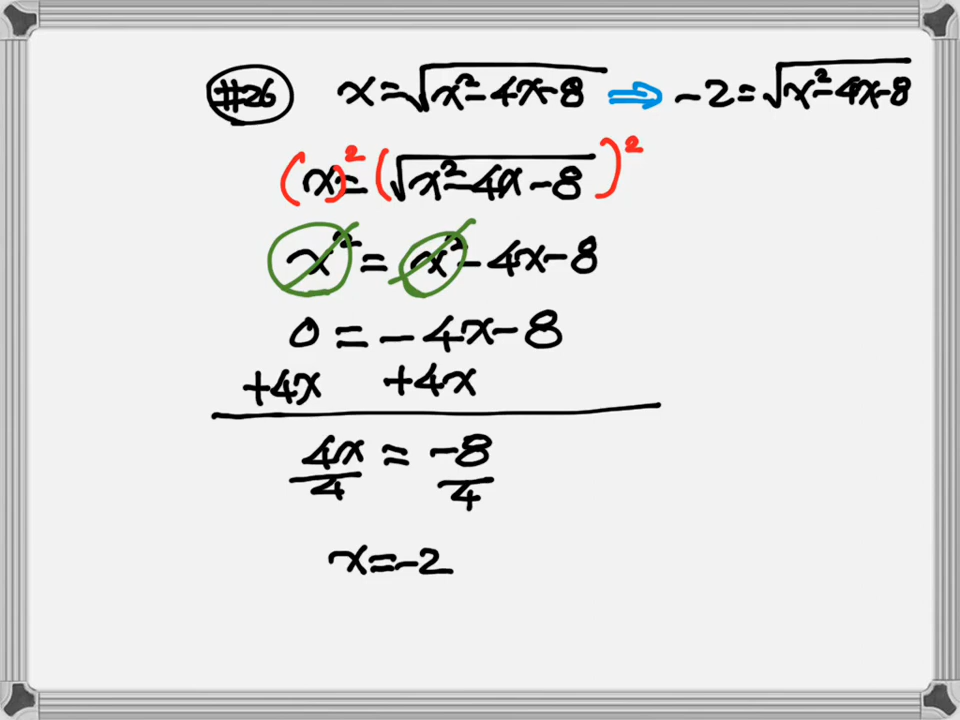 #26 x = √(x² - 4x - 8) ⇒ -2 = √(x² - 4x - 8)
(x)² = (√(x² - 4x - 8))²
x² = x² - 4x - 8
0 = -4x - 8
+4x +4x
4x/4 = -8/4
x = -2